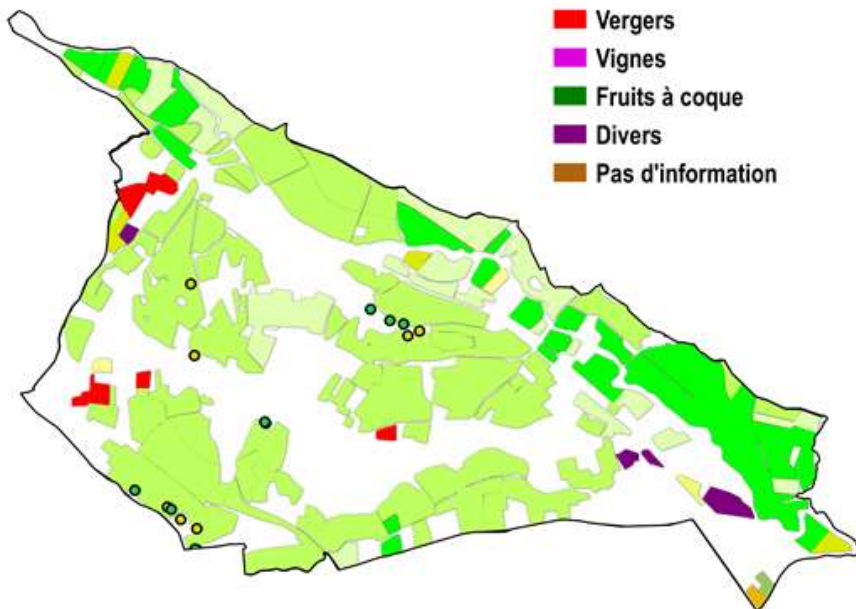 Vergers
Vignes
Fruits à coque
Divers
Pas d'information